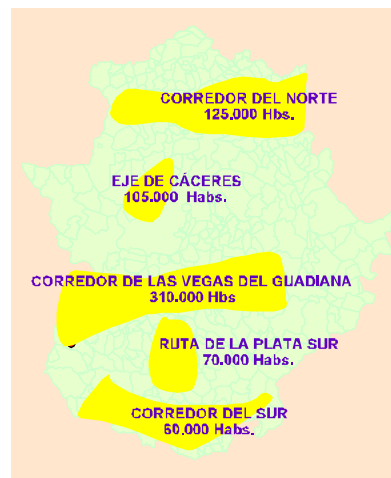 CORREDOR DEL NORTE
125.000 Hbs.
EJE DE CÁCERES
105.000 Habs.
CORREDOR DE LAS VEGAS DEL GUADIANA
310.000 Hbs
RUTA DE LA PLATA SUR
70.000 Habs.
CORREDOR DEL SUR
60.000 Habs.